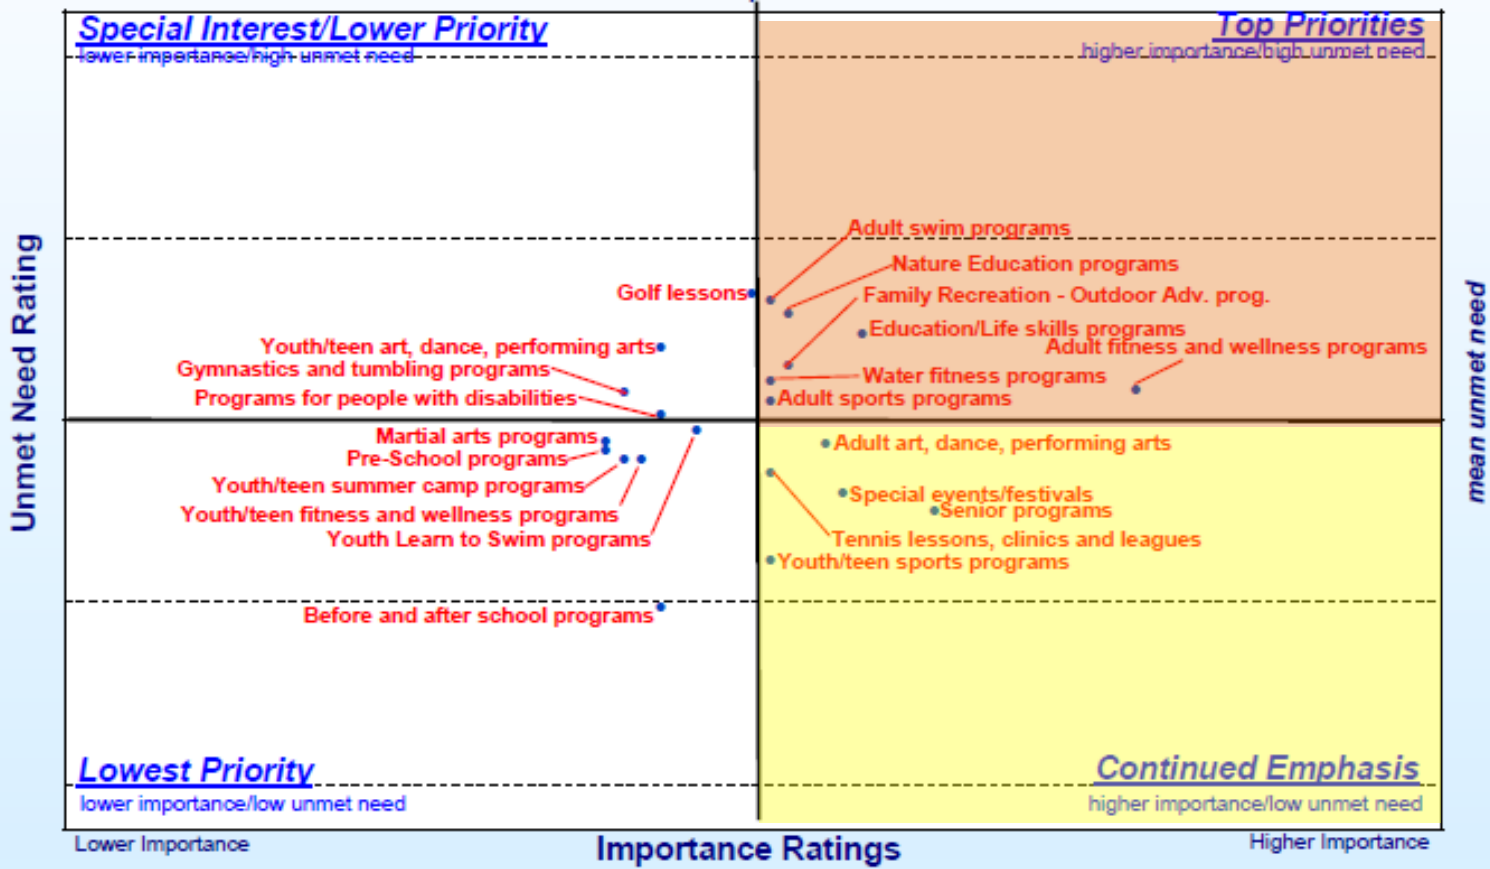 Special Interest/Lower Priority
lower importance/high unmet need
Top Priorities
higher importance/high unmet need
Adult swim programs
Nature Education programs
Golf lessons
Family Recreation - Outdoor Adv. prog.
Education/Life skills programs
Youth/teen art, dance, performing arts
Adult fitness and wellness programs
Gymnastics and tumbling programs
Water fitness programs
Programs for people with disabilities
Adult sports programs
Unmet Need Rating
mean unmet need
Martial arts programs
Adult art, dance, performing arts
Pre-School programs
Youth/teen summer camp programs
Special events/festivals
Senior programs
Youth/teen fitness and wellness programs
Youth Learn to Swim programs
Tennis lessons, clinics and leagues
Youth/teen sports programs
Before and after school programs
Lowest Priority
lower importance/low unmet need
Continued Emphasis
higher importance/low unmet need
Lower Importance
Importance Ratings
Higher Importance